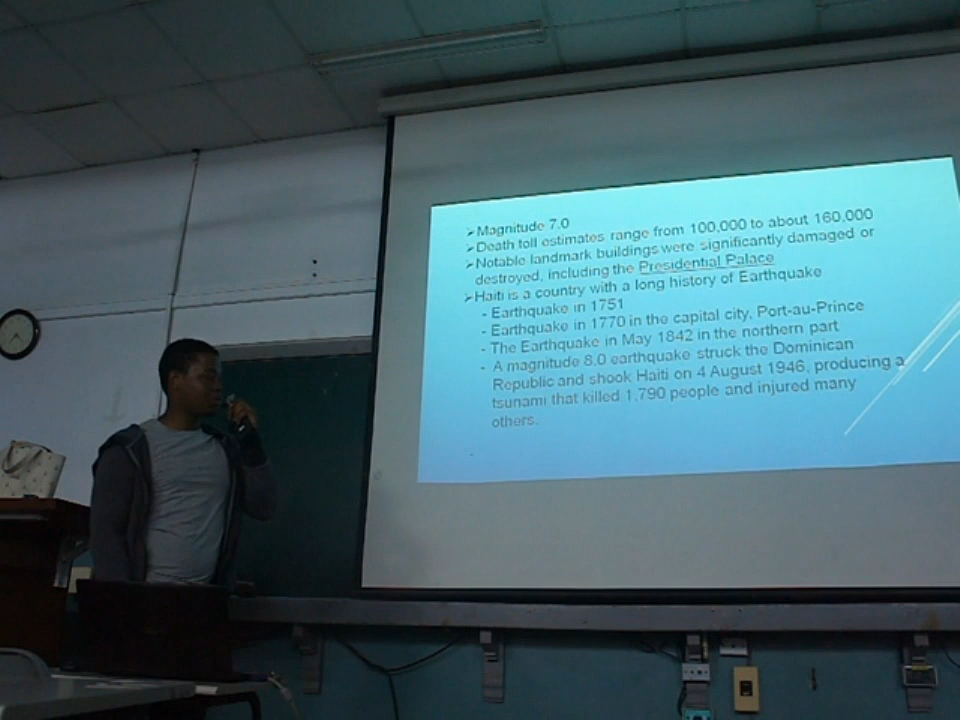 ➢Magnitude 7.0
➢Death toll estimates range from 100,000 to about 160,000
➢Notable landmark buildings were significantly damaged or
destroyed, including the Presidential Palace
➢Haiti is a country with a long history of Earthquake
- Earthquake in 1751
- Earthquake in 1770 in the capital city, Port-au-Prince
- The Earthquake in May 1842 in the northern part
- A magnitude 8.0 earthquake struck the Dominican
Republic and shook Haiti on 4 August 1946, producing a
tsunami that killed 1,790 people and injured many
others.